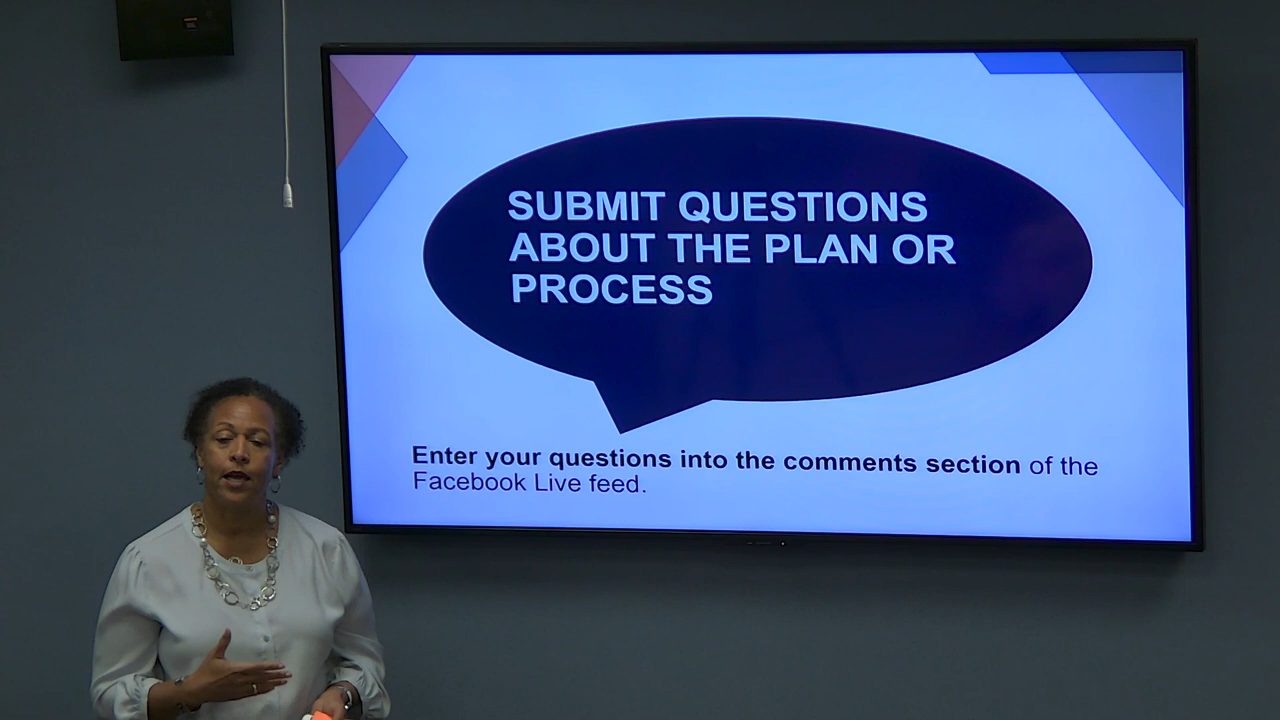 SUBMIT QUESTIONS
ABOUT THE PLAN OR
PROCESS
Enter your questions into the comments section of the
Facebook Live feed.